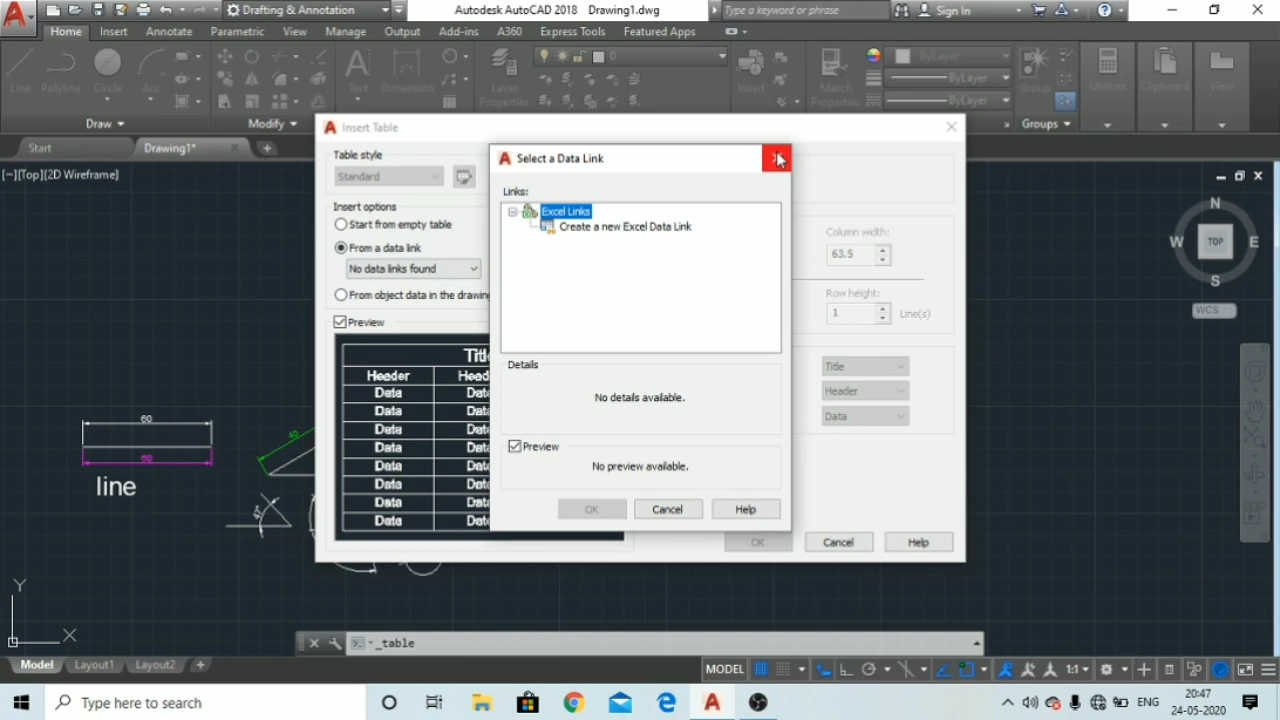 Drafting & Annotation
Autodesk AutoCAD 2018 Drawing1.dwg
Type a keyword or phrase
Sign In
Home Insert Annotate Parametric View Manage Output Add-ins A360 Express Tools Featured Apps
Line Polyline Circle Arc Text Dimension Layer Properties Insert Match Properties Group Utilities Clipboard View
0
ByLayer
ByLayer
ByLayer
Draw Modify Groups
Start Drawing1*
[−][Top][2D Wireframe]
Insert Table
Table style
Standard
Insert options
Start from empty table
From a data link
No data links found
From object data in the drawing
Preview
Title
Header
Data
Data
Data
Data
Data
Data
Data
Data
Select a Data Link
Links:
Excel Links
Create a new Excel Data Link
Details
No details available.
Preview
No preview available.
OK Cancel Help
Column width:
63.5
Row height:
1 Line(s)
Title
Header
Data
OK Cancel Help
N
W TOP E
S
WCS
60
60
line
45
Y
X
_table
Model Layout1 Layout2
MODEL 1:1
Type here to search
ENG
20:47
24-05-2020